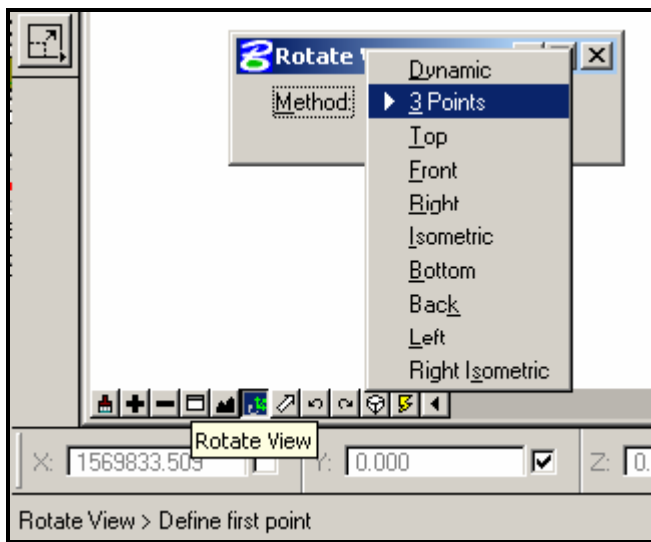 Rotate
Method:
Dynamic
3 Points
Top
Front
Right
Isometric
Bottom
Back
Left
Right Isometric
Rotate View
X: 1569833.509 Y: 0.000 Z: 0.
Rotate View > Define first point